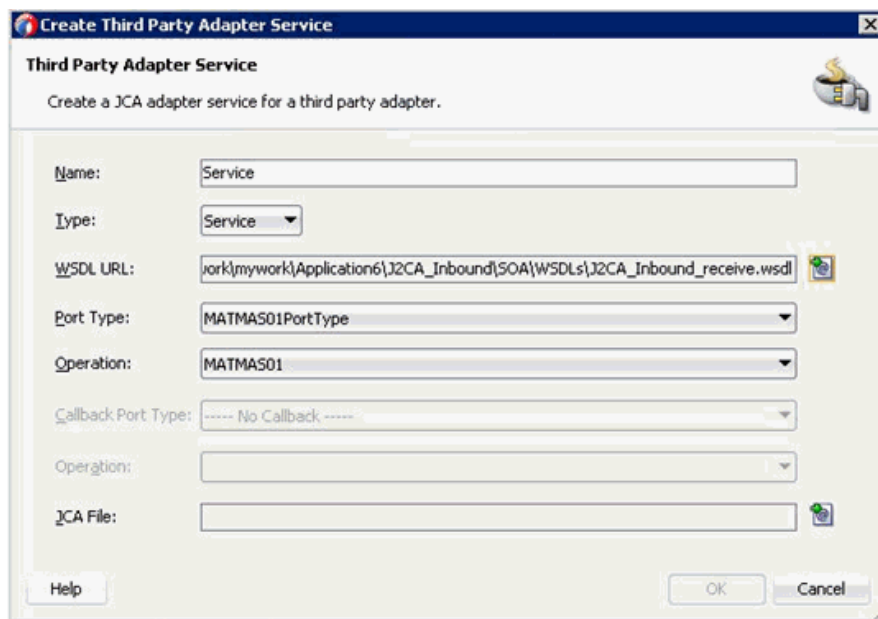 Create Third Party Adapter Service
Third Party Adapter Service
Create a JCA adapter service for a third party adapter.
Name: Service
Type: Service
WSDL URL: ork\mywork\Application6\J2CA_Inbound\SOA\WSDLs\J2CA_Inbound_receive.wsdl
Port Type: MATMAS01PortType
Operation: MATMAS01
Callback Port Type: ----- No Callback -----
Operation:
JCA File:
Help OK Cancel